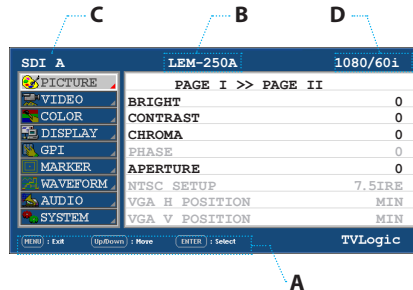 C B D
SDI A LEM-250A 1080/60i
PICTURE PAGE I >> PAGE II
VIDEO BRIGHT 0
COLOR CONTRAST 0
DISPLAY CHROMA 0
GPI PHASE 0
MARKER APERTURE 0
WAVEFORM NTSC SETUP 7.5IRE
AUDIO VGA H POSITION MIN
SYSTEM VGA V POSITION MIN
MENU : Exit Up/Down : Move ENTER : Select TVLogic
A